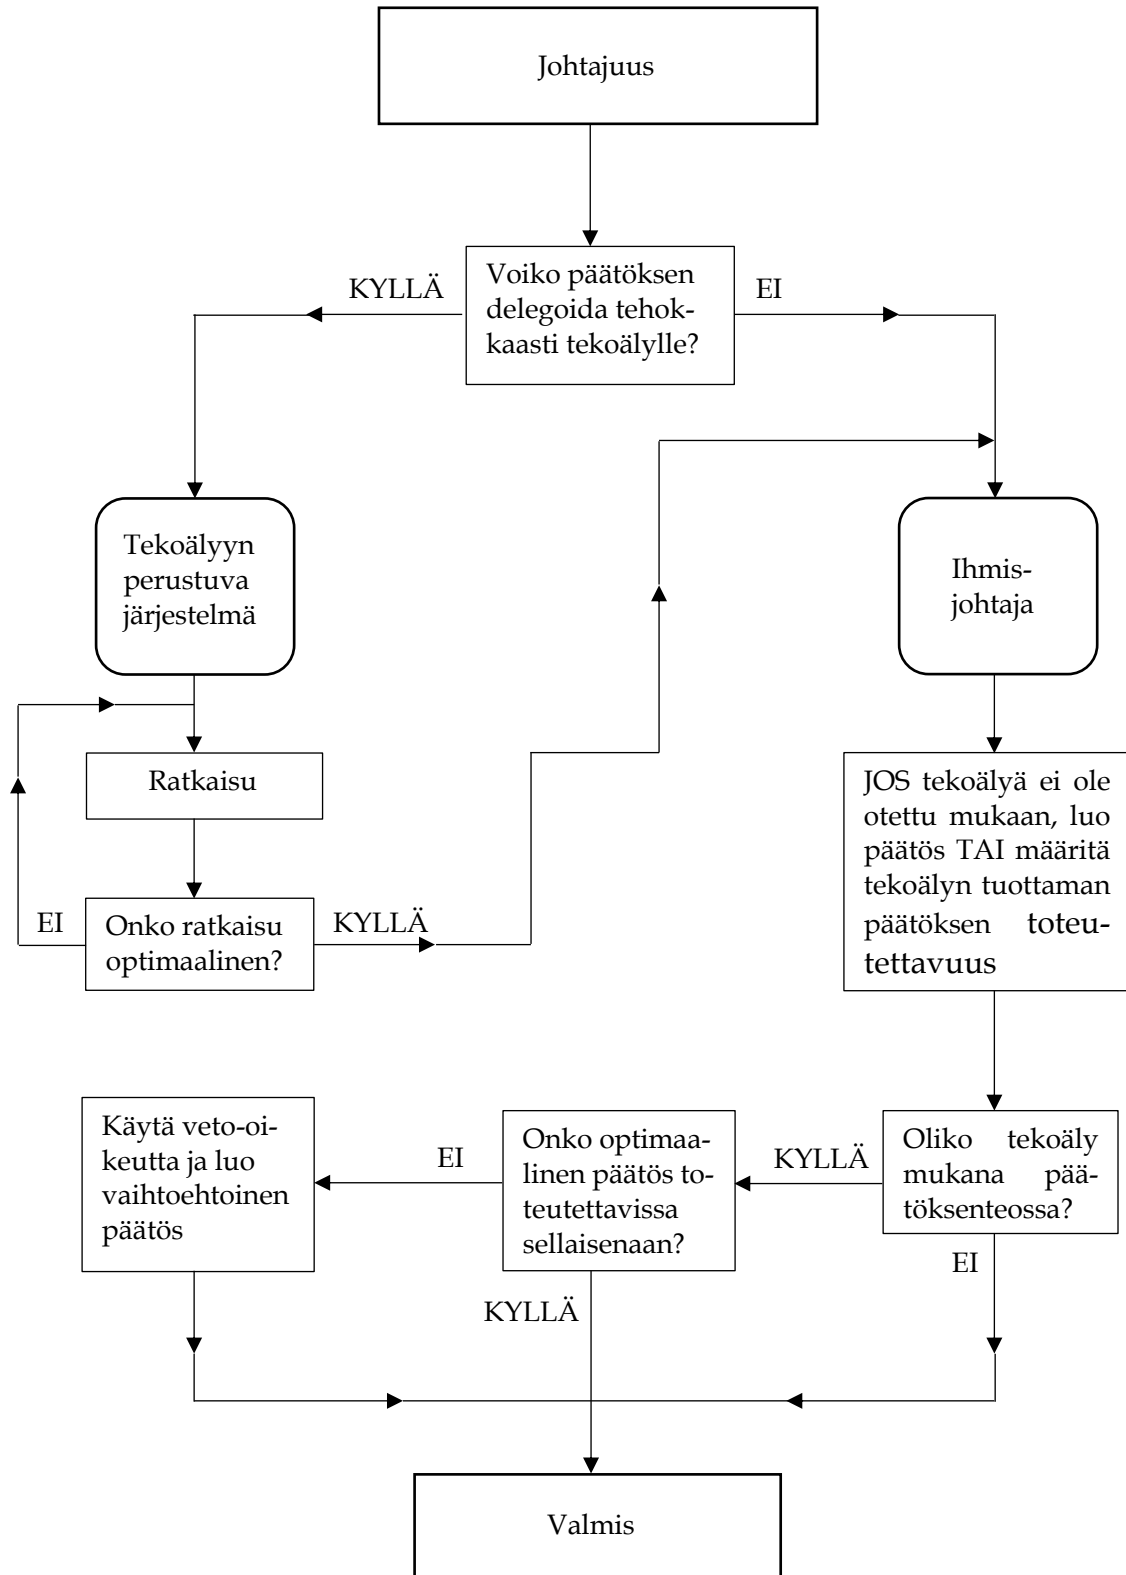 Johtajuus
KYLLÄ
Voiko päätöksen
delegoida tehok-
kaasti tekoälylle?
EI
Tekoälyyn
perustuva
järjestelmä
Ihmis-
johtaja
Ratkaisu
JOS tekoälyä ei ole
otettu mukaan, luo
päätös TAI määritä
tekoälyn tuottaman
päätöksen toteu-
tettavuus
EI
Onko ratkaisu
optimaalinen?
KYLLÄ
Käytä veto-oi-
keutta ja luo
vaihtoehtoinen
päätös
EI
Onko optimaa-
linen päätös to-
teutettavissa
sellaisenaan?
KYLLÄ
Oliko tekoäly
mukana pää-
töksenteossa?
EI
KYLLÄ
Valmis